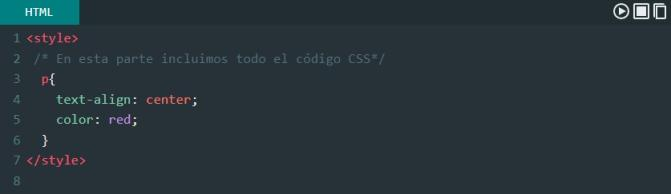 HTML
1 <style>
2 /* En esta parte incluimos todo el código CSS*/
3 p{
4 text-align: center;
5 color: red;
6 }
7 </style>
8